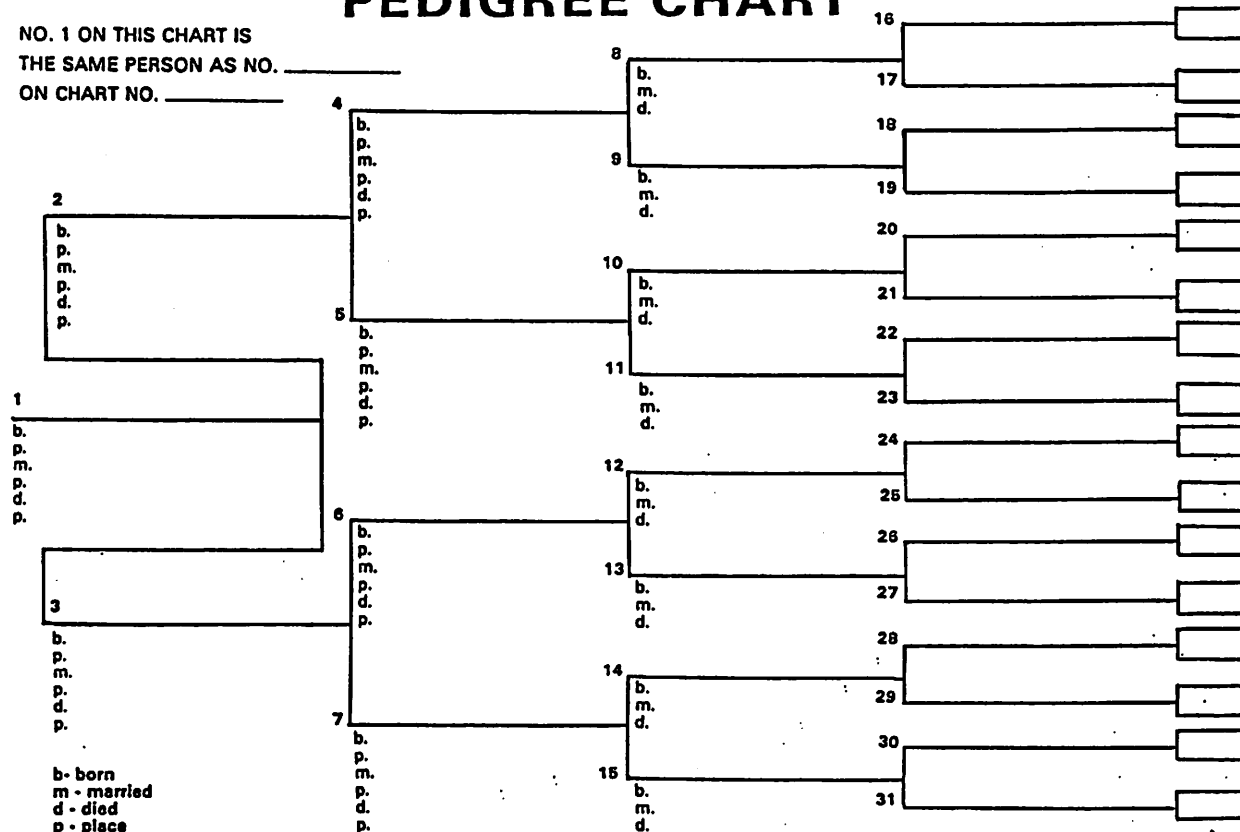 PEDIGREE CHART
NO. 1 ON THIS CHART IS
THE SAME PERSON AS NO.
ON CHART NO.
1
b.
p.
m.
p.
d.
p.
2
b.
p.
m.
p.
d.
p.
3
b.
p.
m.
p.
d.
p.
b- born
m - married
d - died
p - place
4
b.
p.
m.
p.
d.
p.
5
b.
p.
m.
p.
d.
p.
6
b.
p.
m.
p.
d.
p.
7
b.
p.
m.
p.
d.
p.
8
b.
m.
d.
9
b.
m.
d.
10
b.
m.
d.
11
b.
m.
d.
12
b.
m.
d.
13
b.
m.
d.
14
b.
m.
d.
15
b.
m.
d.
16
17
18
19
20
21
22
23
24
25
26
27
28
29
30
31